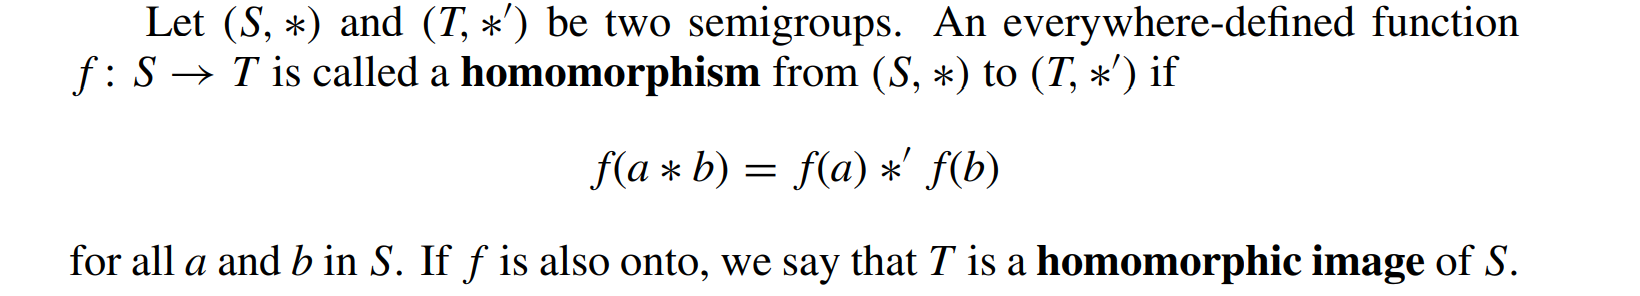 Let (S, ∗) and (T, ∗′) be two semigroups. An everywhere-defined function
f : S → T is called a homomorphism from (S, ∗) to (T, ∗′) if
f(a ∗ b) = f(a) ∗′ f(b)
for all a and b in S. If f is also onto, we say that T is a homomorphic image of S.